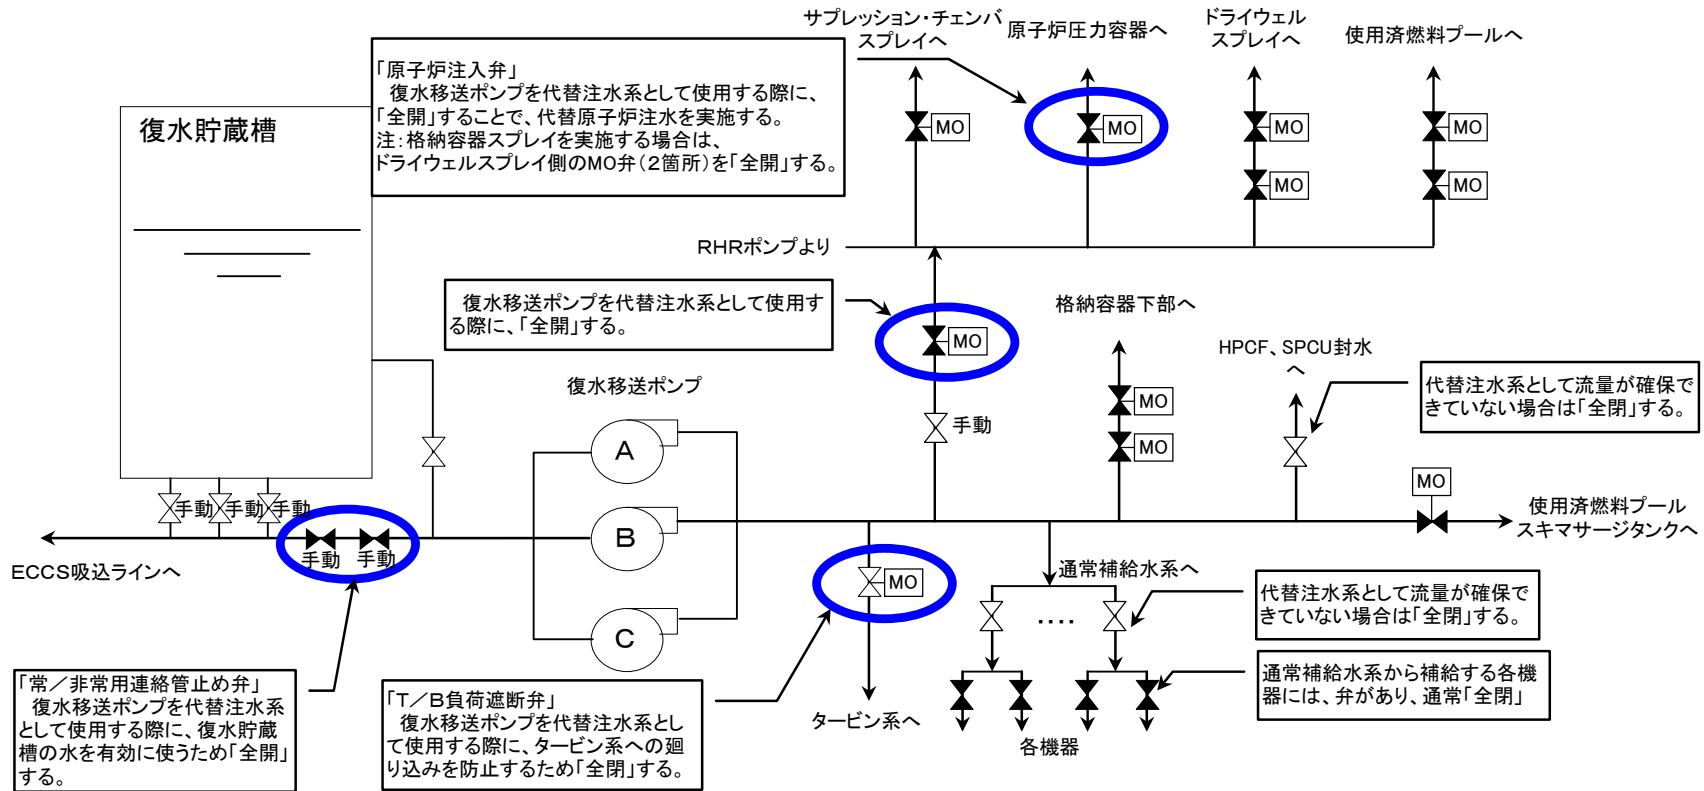 サプレッション・チェンバ
スプレイへ
原子炉圧力容器へ
ドライウェル
スプレイへ
使用済燃料プールへ
「原子炉注入弁」
復水移送ポンプを代替注水系として使用する際に、
「全開」することで、代替原子炉注水を実施する。
注：格納容器スプレイを実施する場合は、
ドライウェルスプレイ側のMO弁（２箇所）を「全開」する。
復水貯蔵槽
MO
MO
MO
MO
MO
MO
RHRポンプより
復水移送ポンプを代替注水系として使用す
る際に、「全開」する。
MO
格納容器下部へ
HPCF、SPCU封水
へ
代替注水系として流量が確保で
きていない場合は「全閉」する。
復水移送ポンプ
A
B
C
手動
MO
MO
MO
使用済燃料プール
スキマサージタンクへ
手動
手動
手動
手動
手動
ECCS吸込ラインへ
MO
タービン系へ
通常補給水系へ
‥‥
各機器
代替注水系として流量が確保で
きていない場合は「全閉」する。
通常補給水系から補給する各機
器には、弁があり、通常「全閉」
「常／非常用連絡管止め弁」
復水移送ポンプを代替注水系
として使用する際に、復水貯蔵
槽の水を有効に使うため「全開」
する。
「T／B負荷遮断弁」
復水移送ポンプを代替注水系とし
て使用する際に、タービン系への廻
り込みを防止するため「全閉」する。